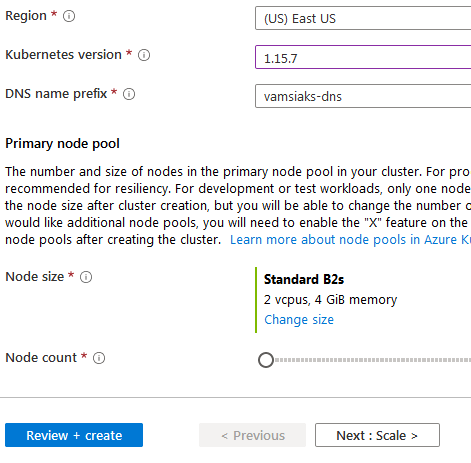 Region * (US) East US
Kubernetes version * 1.15.7
DNS name prefix * vamsiaks-dns
Primary node pool
The number and size of nodes in the primary node pool in your cluster. For pro
recommended for resiliency. For development or test workloads, only one node
the node size after cluster creation, but you will be able to change the number o
would like additional node pools, you will need to enable the "X" feature on the
node pools after creating the cluster. Learn more about node pools in Azure Ku
Node size * Standard B2s
2 vcpus, 4 GiB memory
Change size
Node count *
Review + create < Previous Next : Scale >